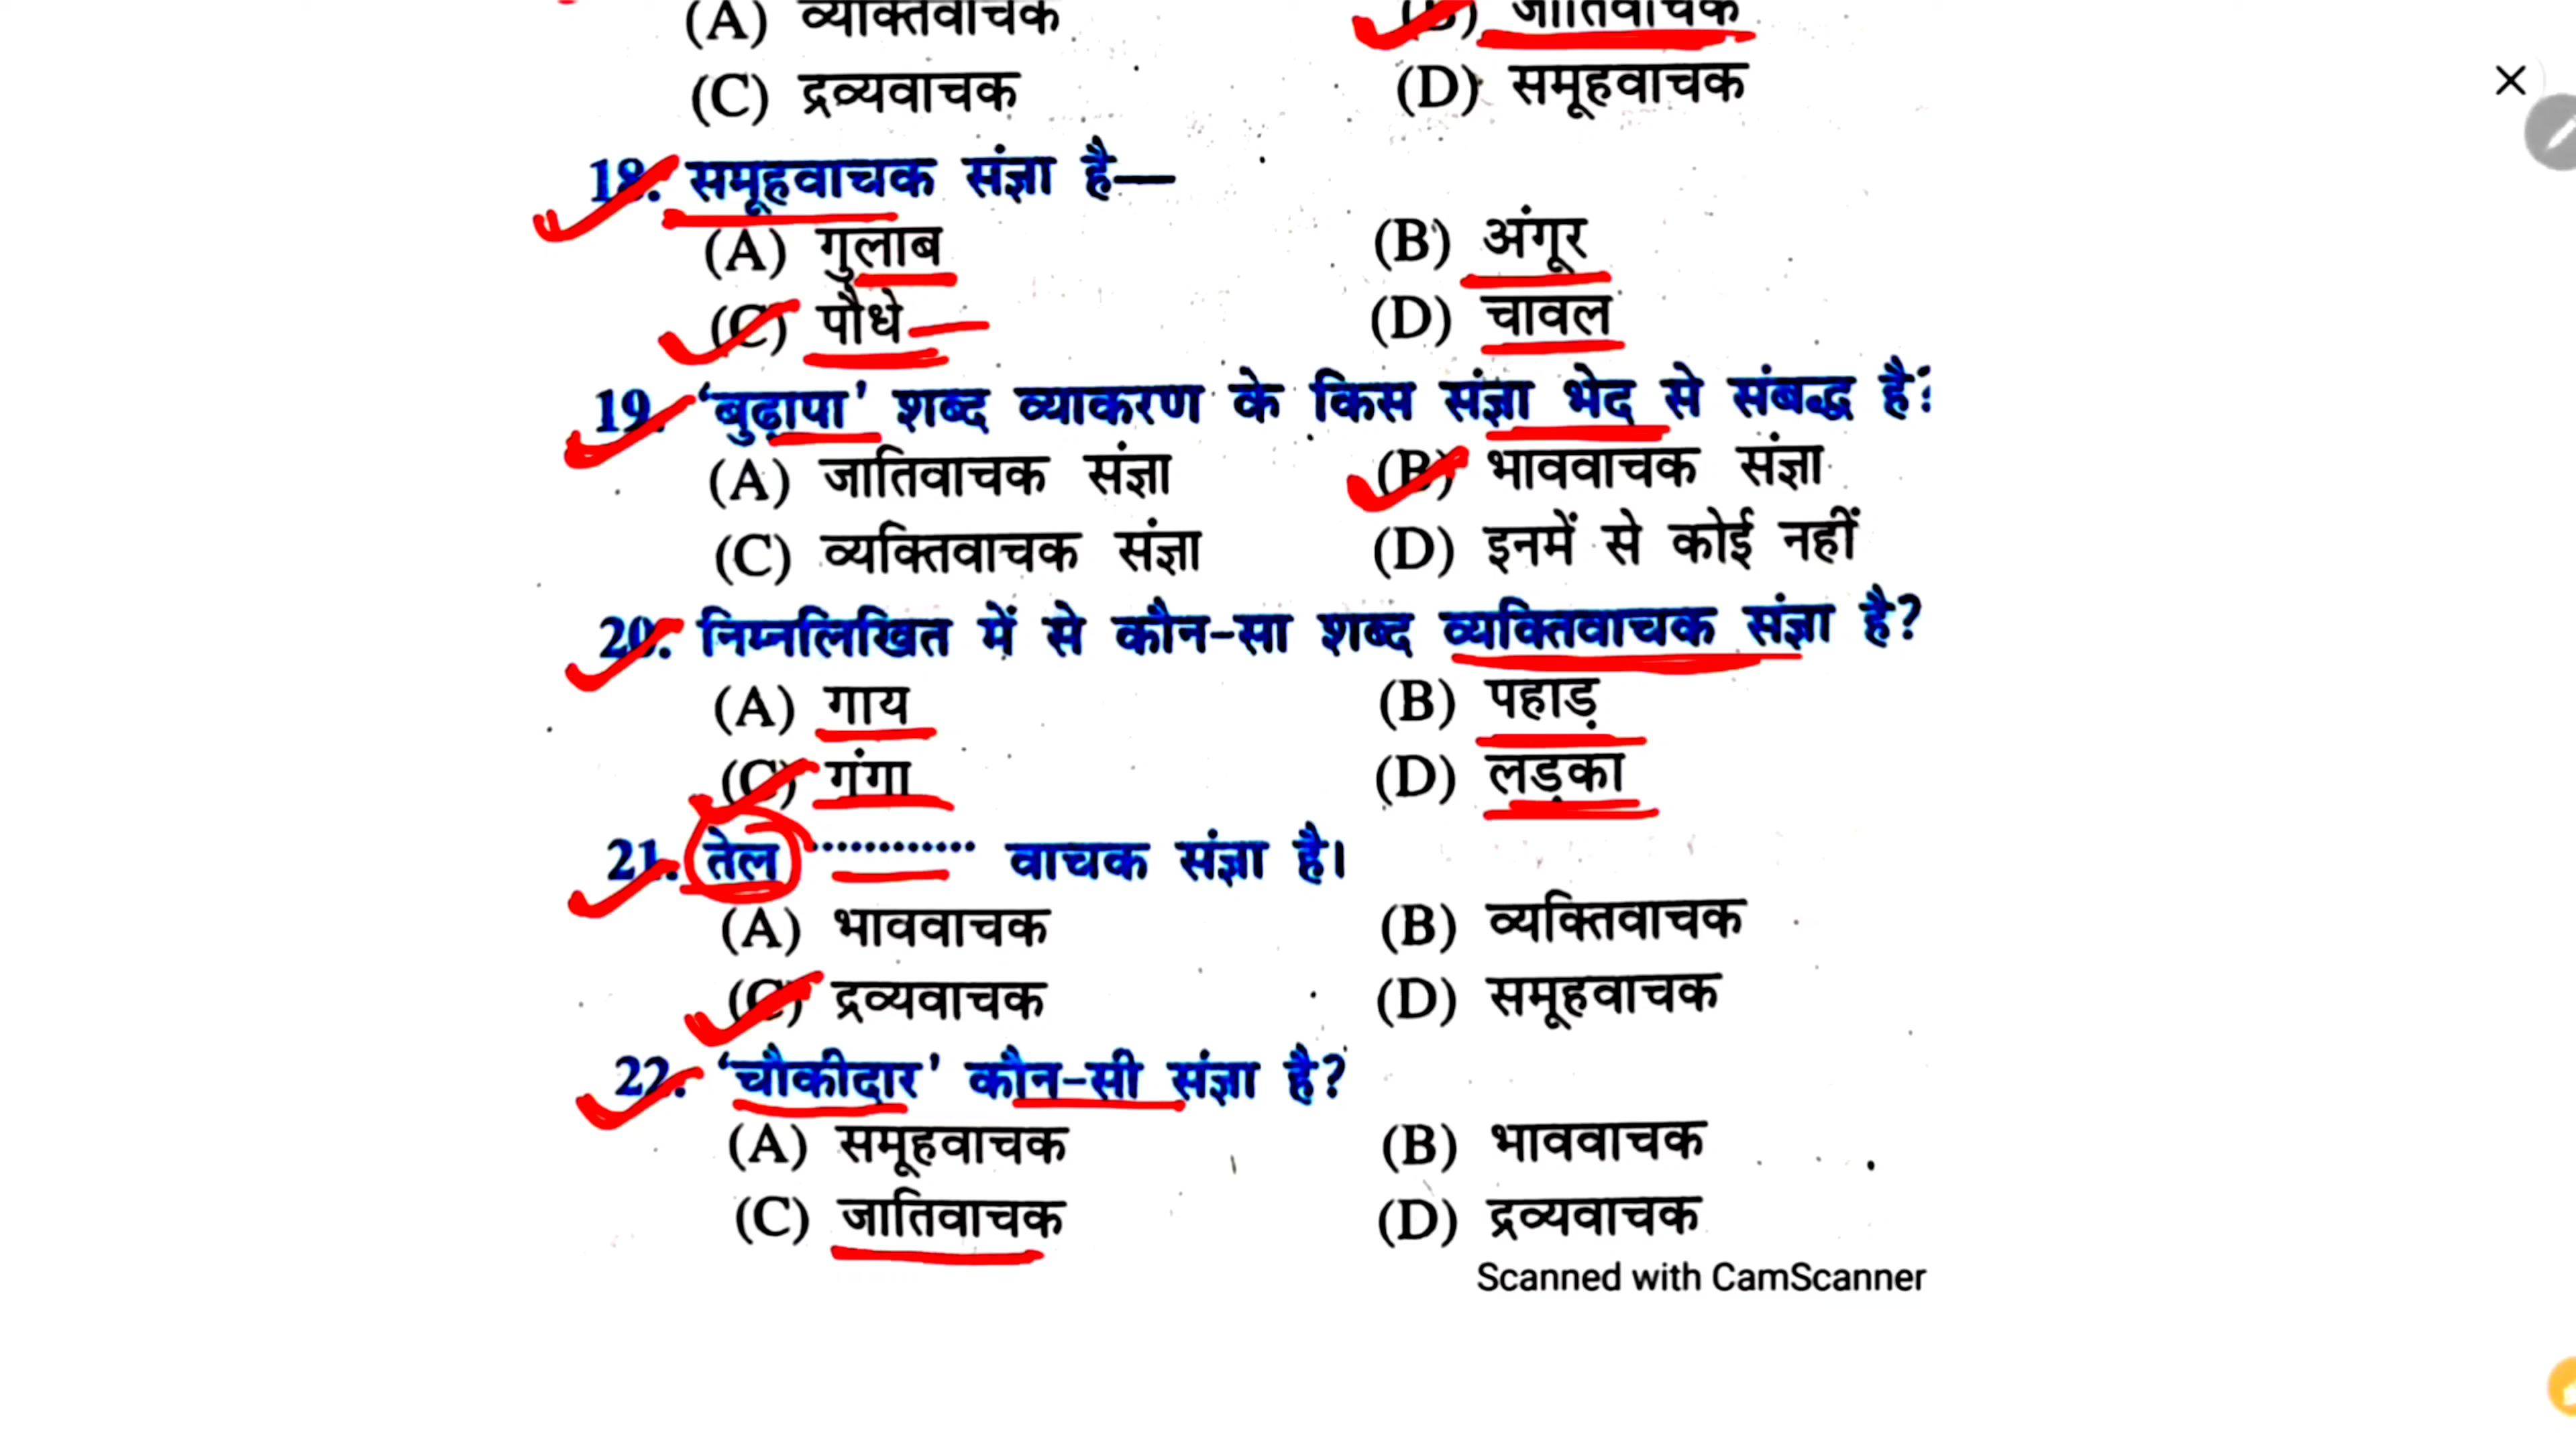 (A) व्यक्तिवाचक (B) जातिवाचक
(C) द्रव्यवाचक (D) समूहवाचक
18. समूहवाचक संज्ञा है—
(A) गुलाब (B) अंगूर
(C) पौधे (D) चावल
19. ‘बुढ़ापा’ शब्द व्याकरण के किस संज्ञा भेद से संबद्ध है?
(A) जातिवाचक संज्ञा (B) भाववाचक संज्ञा
(C) व्यक्तिवाचक संज्ञा (D) इनमें से कोई नहीं
20. निम्नलिखित में से कौन-सा शब्द व्यक्तिवाचक संज्ञा है?
(A) गाय (B) पहाड़
(C) गंगा (D) लड़का
21. तेल ............ वाचक संज्ञा है।
(A) भाववाचक (B) व्यक्तिवाचक
(C) द्रव्यवाचक (D) समूहवाचक
22. ‘चौकीदार’ कौन-सी संज्ञा है?
(A) समूहवाचक (B) भाववाचक
(C) जातिवाचक (D) द्रव्यवाचक
Scanned with CamScanner